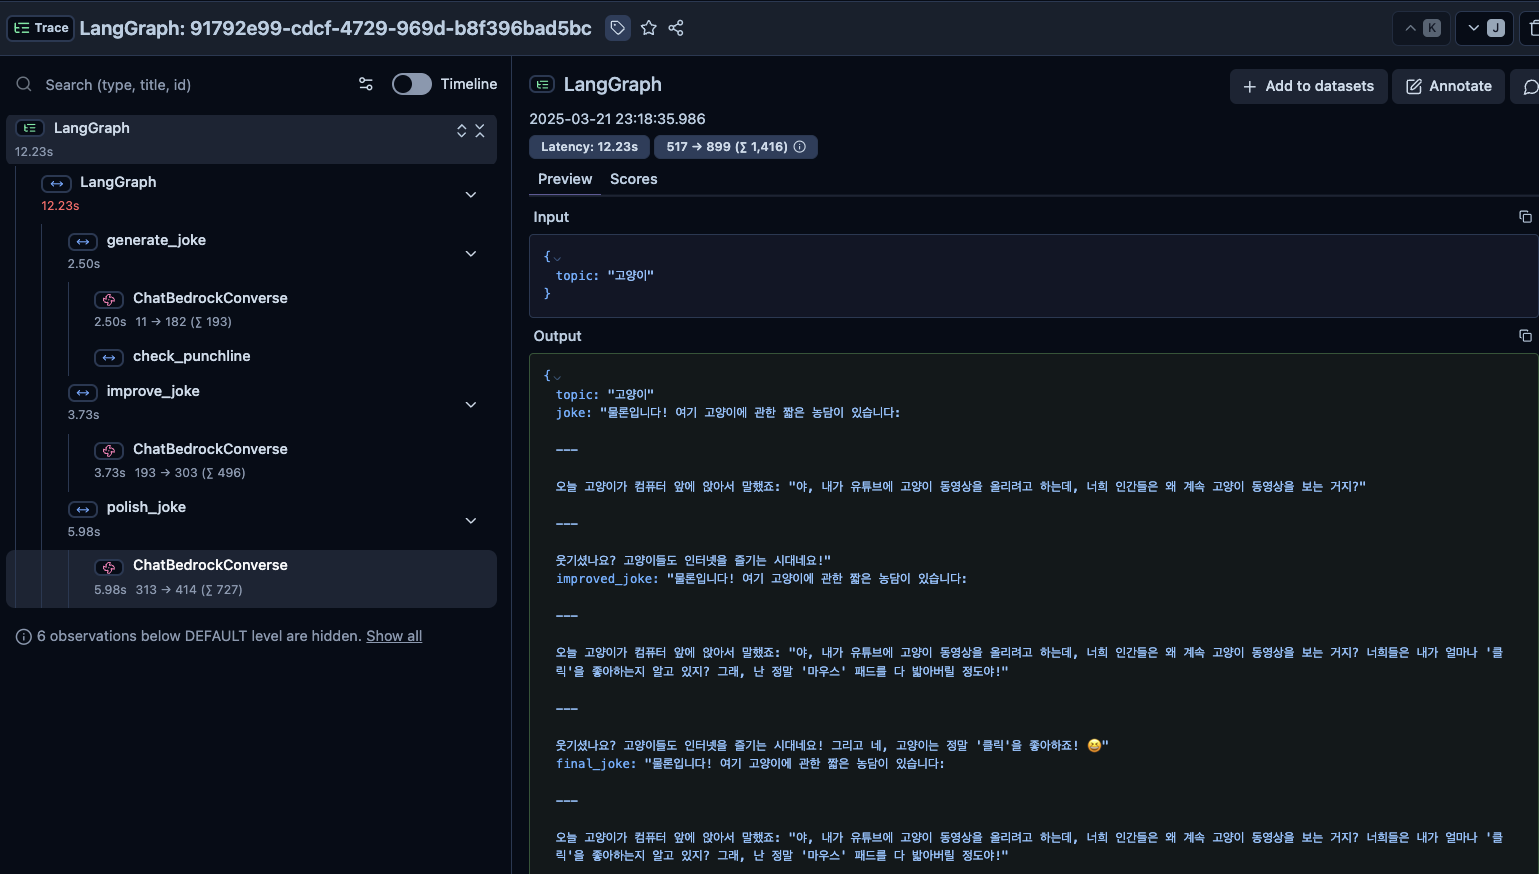 Trace LangGraph: 91792e99-cdcf-4729-969d-b8f396bad5bc K J
Search (type, title, id) Timeline
LangGraph
12.23s
LangGraph
12.23s
generate_joke
2.50s
ChatBedrockConverse
2.50s 11 → 182 (∑ 193)
check_punchline
improve_joke
3.73s
ChatBedrockConverse
3.73s 193 → 303 (∑ 496)
polish_joke
5.98s
ChatBedrockConverse
5.98s 313 → 414 (∑ 727)
6 observations below DEFAULT level are hidden. Show all
LangGraph
Add to datasets Annotate
2025-03-21 23:18:35.986
Latency: 12.23s 517 → 899 (∑ 1,416)
Preview Scores
Input
{
topic: "고양이"
}
Output
{
topic: "고양이"
joke: "물론입니다! 여기 고양이에 관한 짧은 농담이 있습니다:
---
오늘 고양이가 컴퓨터 앞에 앉아서 말했죠: "야, 내가 유튜브에 고양이 동영상을 올리려고 하는데, 너희 인간들은 왜 계속 고양이 동영상을 보는 거지?"
---
웃기셨나요? 고양이들도 인터넷을 즐기는 시대네요!"
improved_joke: "물론입니다! 여기 고양이에 관한 짧은 농담이 있습니다:
---
오늘 고양이가 컴퓨터 앞에 앉아서 말했죠: "야, 내가 유튜브에 고양이 동영상을 올리려고 하는데, 너희 인간들은 왜 계속 고양이 동영상을 보는 거지? 너희들은 내가 얼마나 '클
릭'을 좋아하는지 알고 있지? 그래, 난 정말 '마우스' 패드를 다 밟아버릴 정도야!"
---
웃기셨나요? 고양이들도 인터넷을 즐기는 시대네요! 그리고 네, 고양이는 정말 '클릭'을 좋아하죠! 😆"
final_joke: "물론입니다! 여기 고양이에 관한 짧은 농담이 있습니다:
---
오늘 고양이가 컴퓨터 앞에 앉아서 말했죠: "야, 내가 유튜브에 고양이 동영상을 올리려고 하는데, 너희 인간들은 왜 계속 고양이 동영상을 보는 거지? 너희들은 내가 얼마나 '클
릭'을 좋아하는지 알고 있지? 그래, 난 정말 '마우스' 패드를 다 밟아버릴 정도야!"